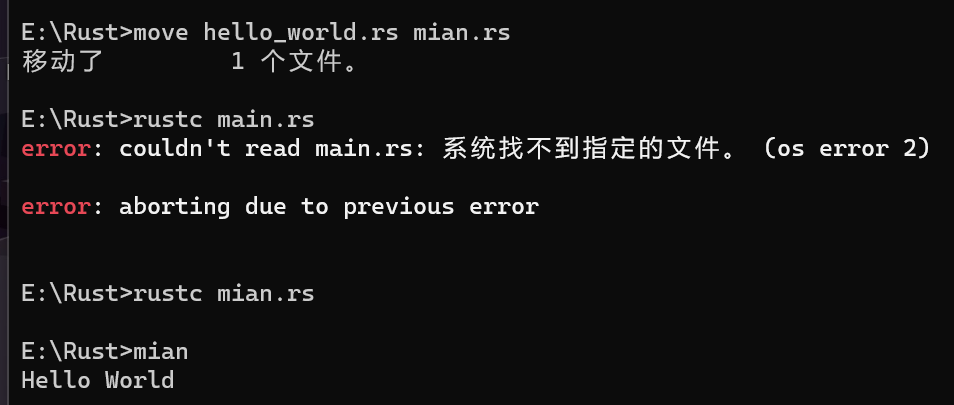 E:\Rust>move hello_world.rs mian.rs
移动了         1 个文件。
E:\Rust>rustc main.rs
error: couldn't read main.rs: 系统找不到指定的文件。 (os error 2)
error: aborting due to previous error
E:\Rust>rustc mian.rs
E:\Rust>mian
Hello World